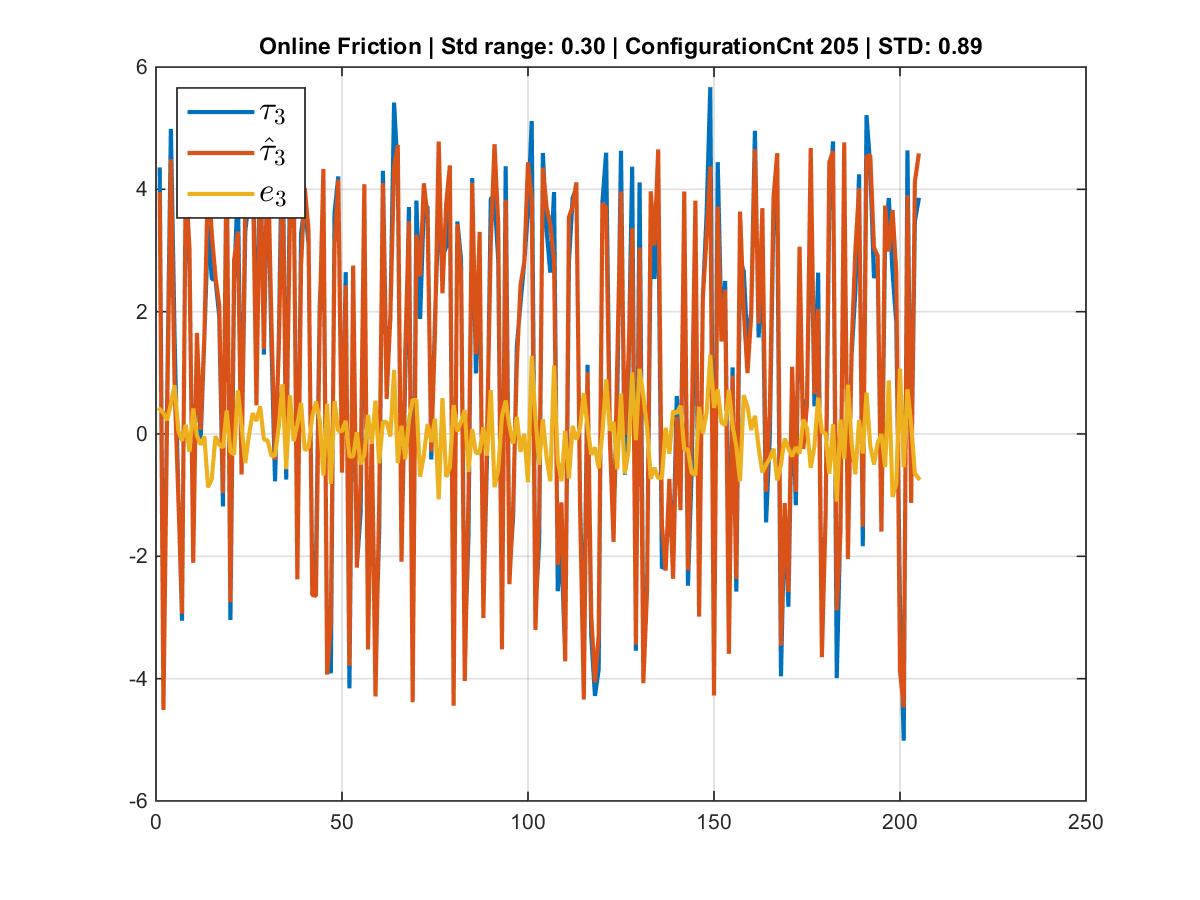 Online Friction | Std range: 0.30 | ConfigurationCnt 205 | STD: 0.89
6
τ₃
τ̂₃
e₃
4
2
0
-2
-4
-6
0 50 100 150 200 250